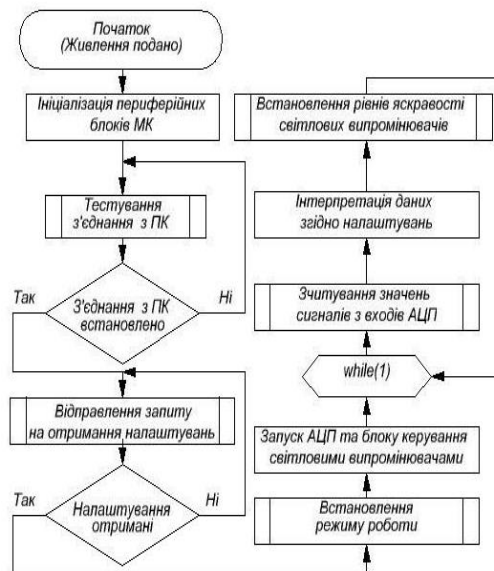 Початок
(Живлення подано)
Ініціалізація периферійних
блоків МК
Тестування
з'єднання з ПК
Так
З'єднання з ПК
встановлено
Ні
Відправлення запиту
на отримання налаштувань
Так
Налаштування
отримані
Ні
Встановлення рівнів яскравості
світлових випромінювачів
Інтерпретація даних
згідно налаштувань
Зчитування значень
сигналів з входів АЦП
while(1)
Запуск АЦП та блоку керування
світловими випромінювачами
Встановлення
режиму роботи